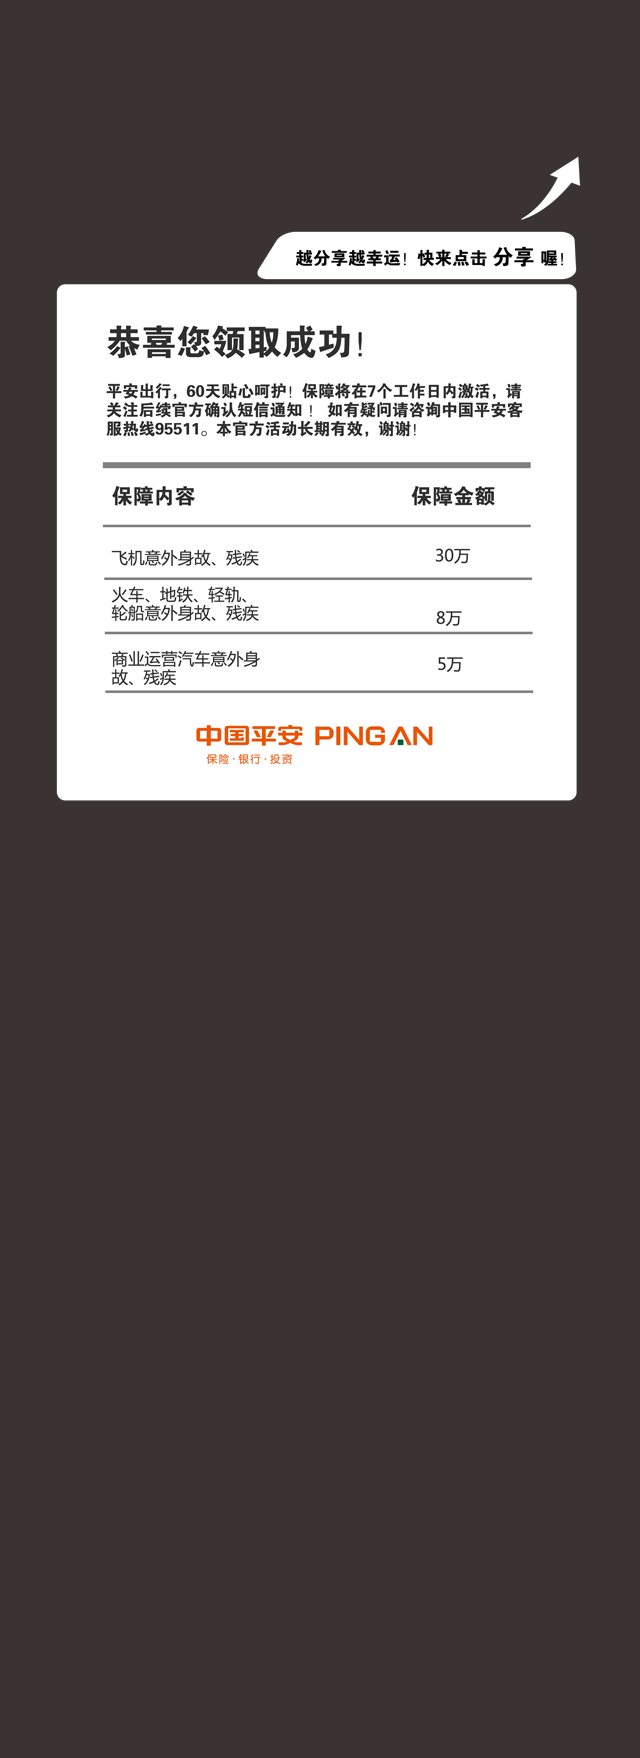 越分享越幸运！快来点击 分享 喔！
恭喜您领取成功！
平安出行，60天贴心呵护！保障将在7个工作日内激活，请
关注后续官方确认短信通知 ！ 如有疑问请咨询中国平安客
服热线95511。本官方活动长期有效，谢谢！
保障内容 保障金额
飞机意外身故、残疾 30万
火车、地铁、轻轨、
轮船意外身故、残疾 8万
商业运营汽车意外身
故、残疾 5万
中国平安 PING AN
保险·银行·投资